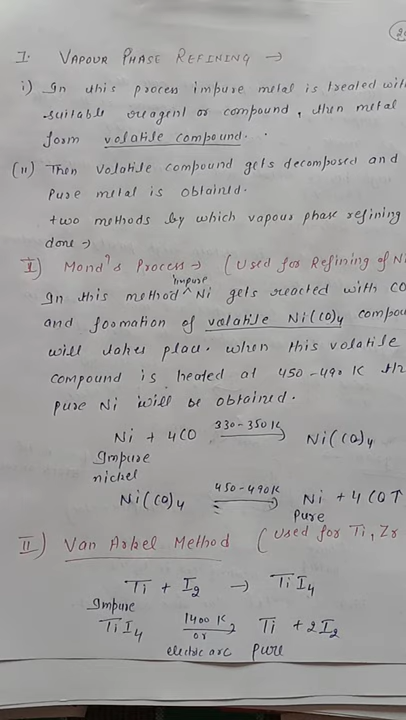 I. VAPOUR PHASE REFINING →
i) In this process impure metal is treated with
suitable reagent or compound, then metal
form volatile compound.
(ii) Then Volatile compound gets decomposed and
Pure metal is obtained.
two methods by which vapour phase refining
done →
I) Mond's Process → (Used for Refining of Ni
In this method ^impure Ni gets reacted with CO
and formation of volatile Ni(CO)4 compou
will takes place. when this volatile
compound is heated at 450-490 K th
pure Ni will be obtained.
Ni + 4CO 330-350K → Ni(CO)4
Impure
nickel
Ni(CO)4 450-490K → Ni + 4CO↑
Pure
II) Van Arkel Method (Used for Ti, Zr
Ti + I2 → TiI4
Impure
TiI4 1400 K or electric arc → Ti + 2I2
pure